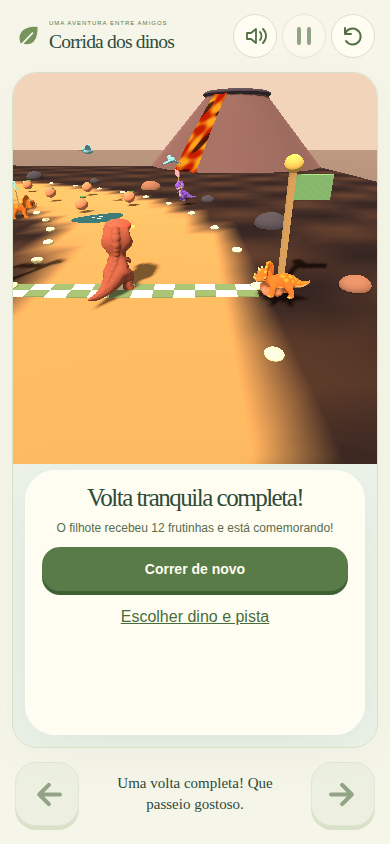 UMA AVENTURA ENTRE AMIGOS
Corrida dos dinos
Volta tranquila completa!
O filhote recebeu 12 frutinhas e está comemorando!
Correr de novo
Escolher dino e pista
Uma volta completa! Que
passeio gostoso.